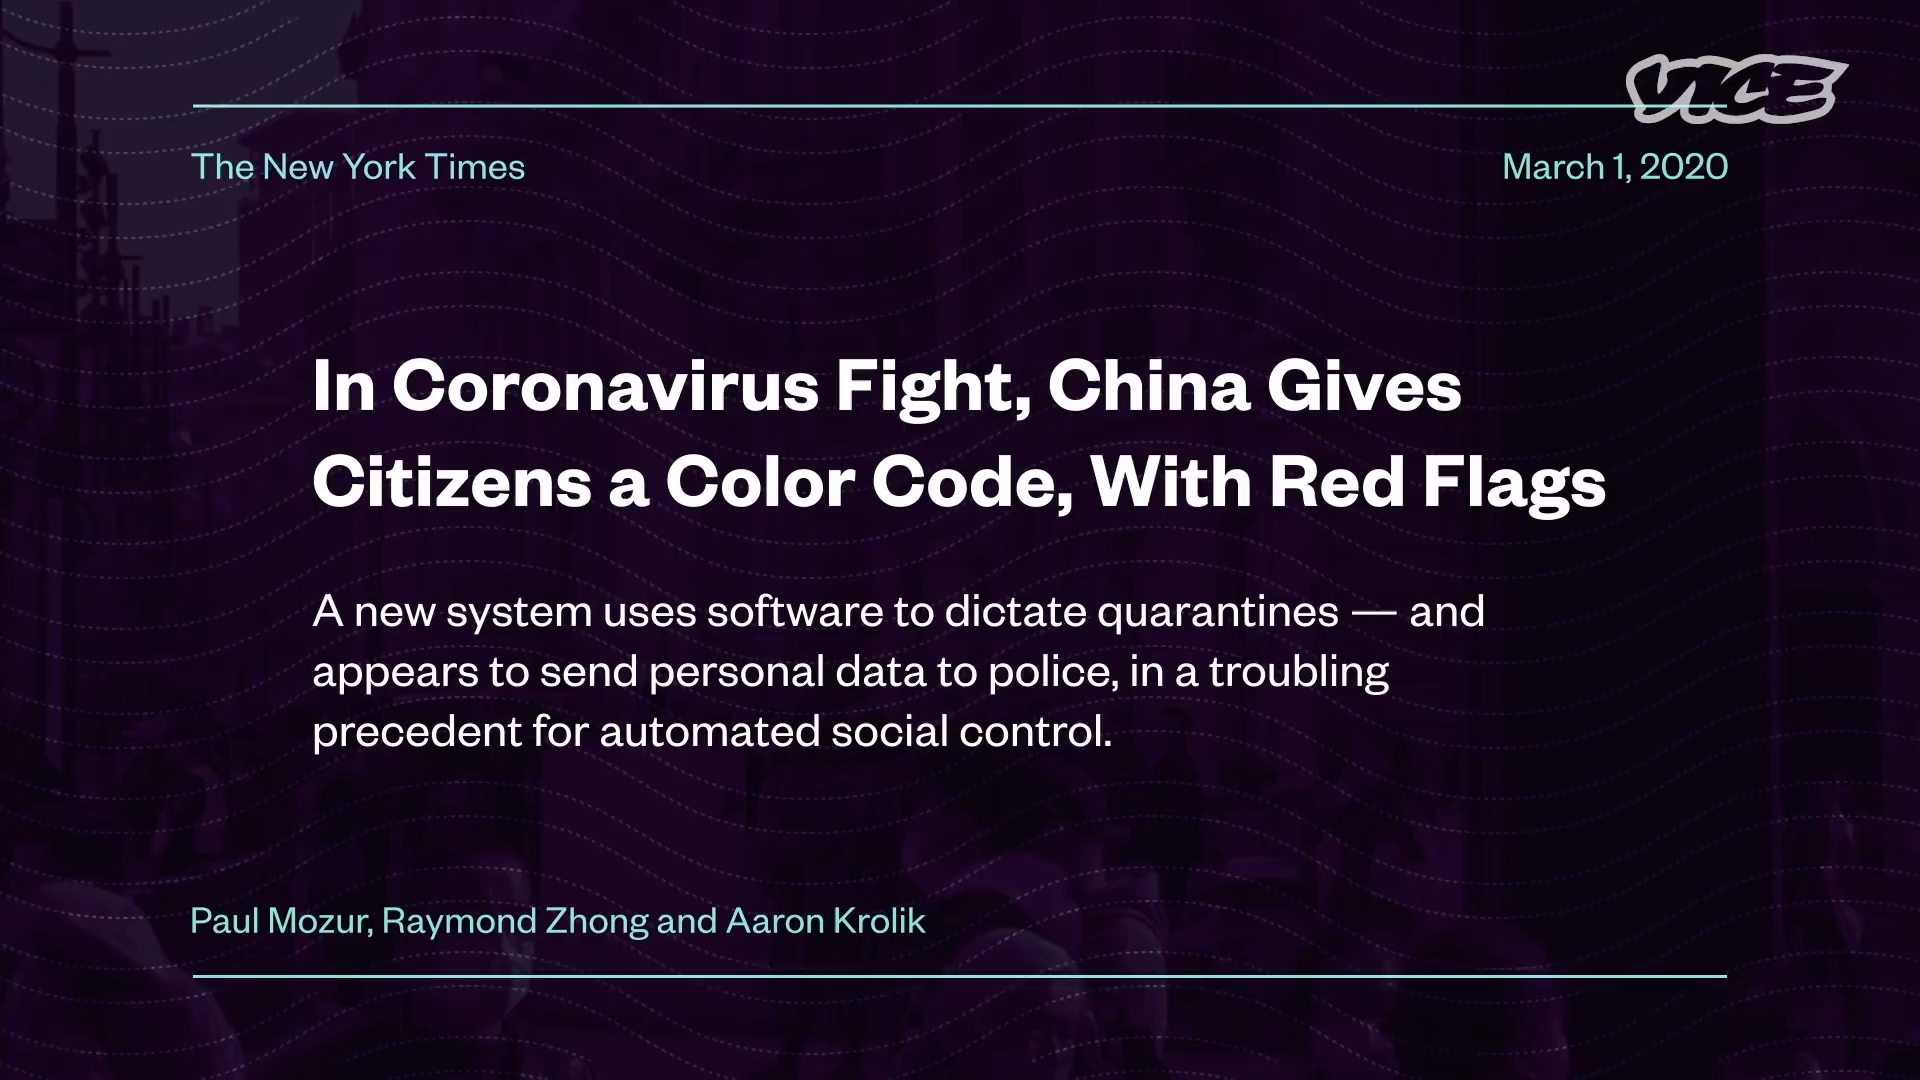 VICE
The New York Times
March 1, 2020
In Coronavirus Fight, China Gives
Citizens a Color Code, With Red Flags
A new system uses software to dictate quarantines — and
appears to send personal data to police, in a troubling
precedent for automated social control.
Paul Mozur, Raymond Zhong and Aaron Krolik